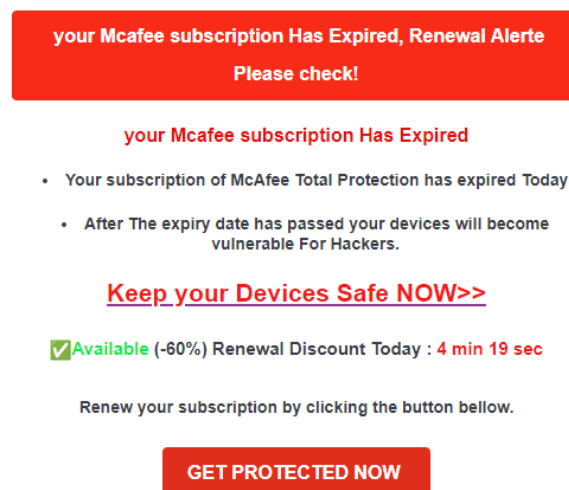 your Mcafee subscription Has Expired, Renewal Alerte
Please check!
your Mcafee subscription Has Expired
• Your subscription of McAfee Total Protection has expired Today
• After The expiry date has passed your devices will become
vulnerable For Hackers.
Keep your Devices Safe NOW>>
✅Available (-60%) Renewal Discount Today : 4 min 19 sec
Renew your subscription by clicking the button bellow.
GET PROTECTED NOW